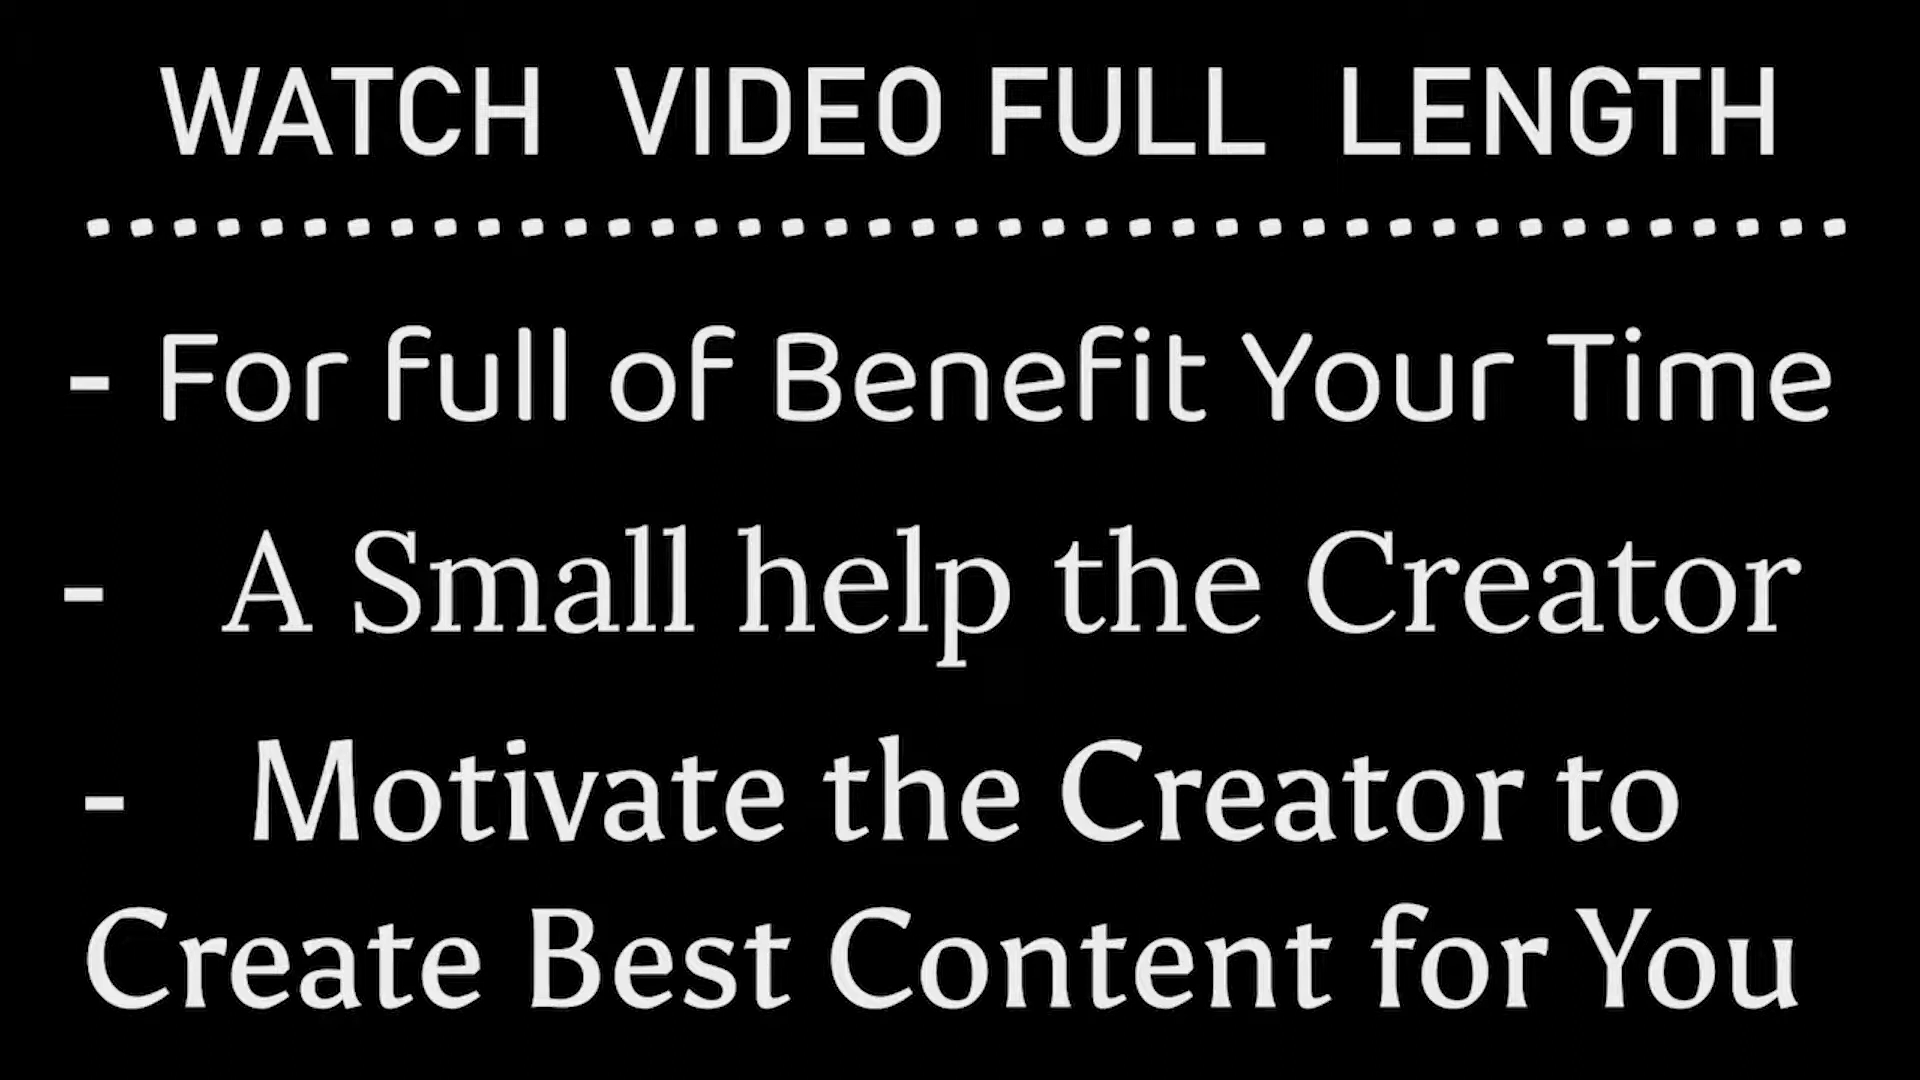 WATCH VIDEO FULL LENGTH
- For full of Benefit Your Time
- A Small help the Creator
- Motivate the Creator to
Create Best Content for You